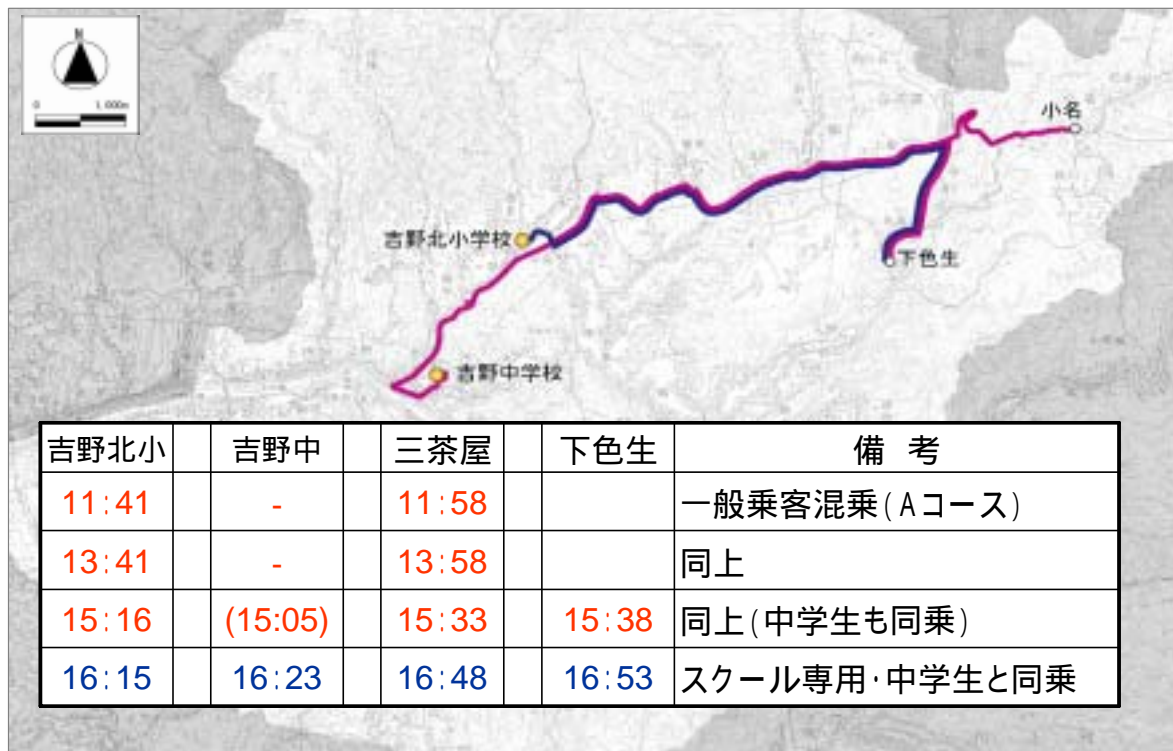 N
0 1,000m
小名
吉野北小学校
下色生
吉野中学校
吉野北小 吉野中 三茶屋 下色生 備 考
11:41 - 11:58 一般乗客混乗(Aコース)
13:41 - 13:58 同上
15:16 (15:05) 15:33 15:38 同上(中学生も同乗)
16:15 16:23 16:48 16:53 スクール専用・中学生と同乗